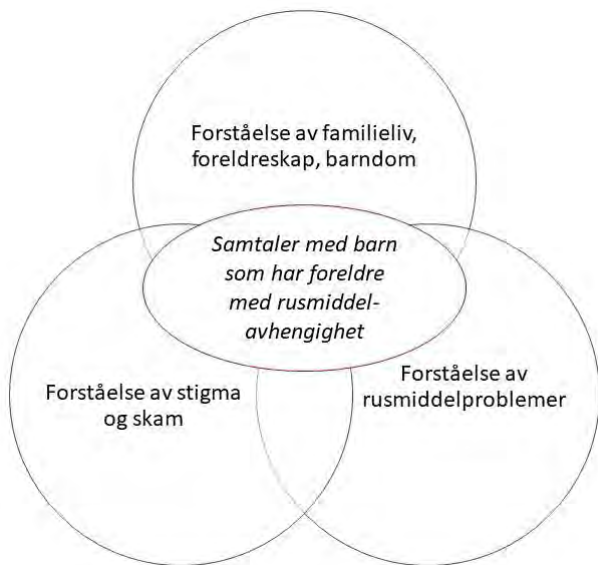 Forståelse av familieliv,
foreldreskap, barndom
Samtaler med barn
som har foreldre
med rusmiddel-
avhengighet
Forståelse av stigma
og skam
Forståelse av
rusmiddelproblemer